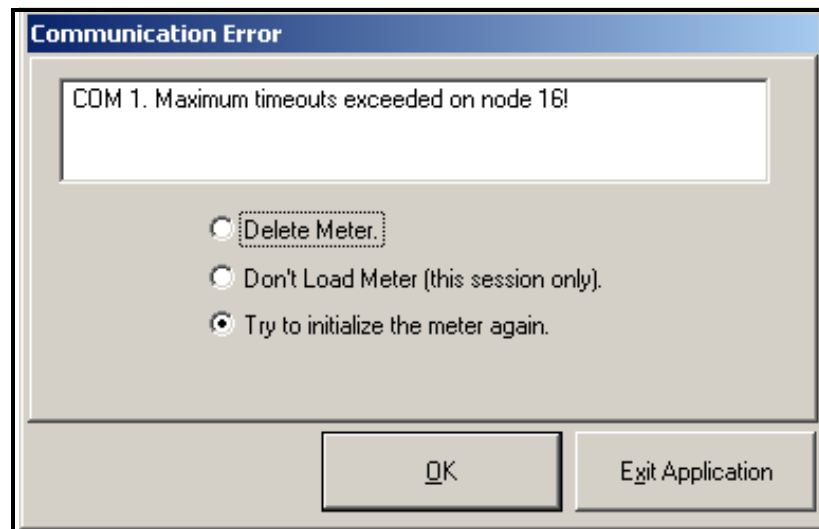 Communication Error
COM 1. Maximum timeouts exceeded on node 16!
Delete Meter.
Don't Load Meter (this session only).
Try to initialize the meter again.
OK
Exit Application